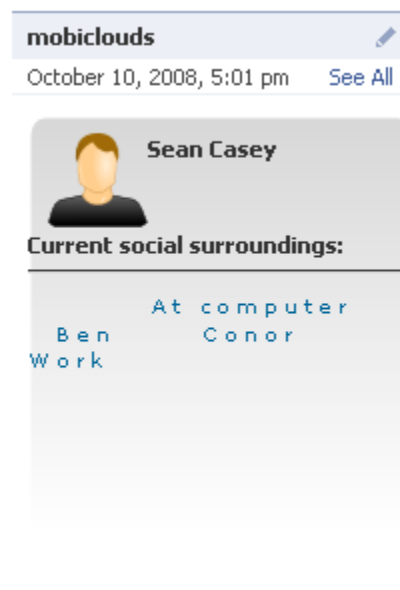 mobiclouds
October 10, 2008, 5:01 pm See All
Sean Casey
Current social surroundings:
At computer
Ben Conor
Work